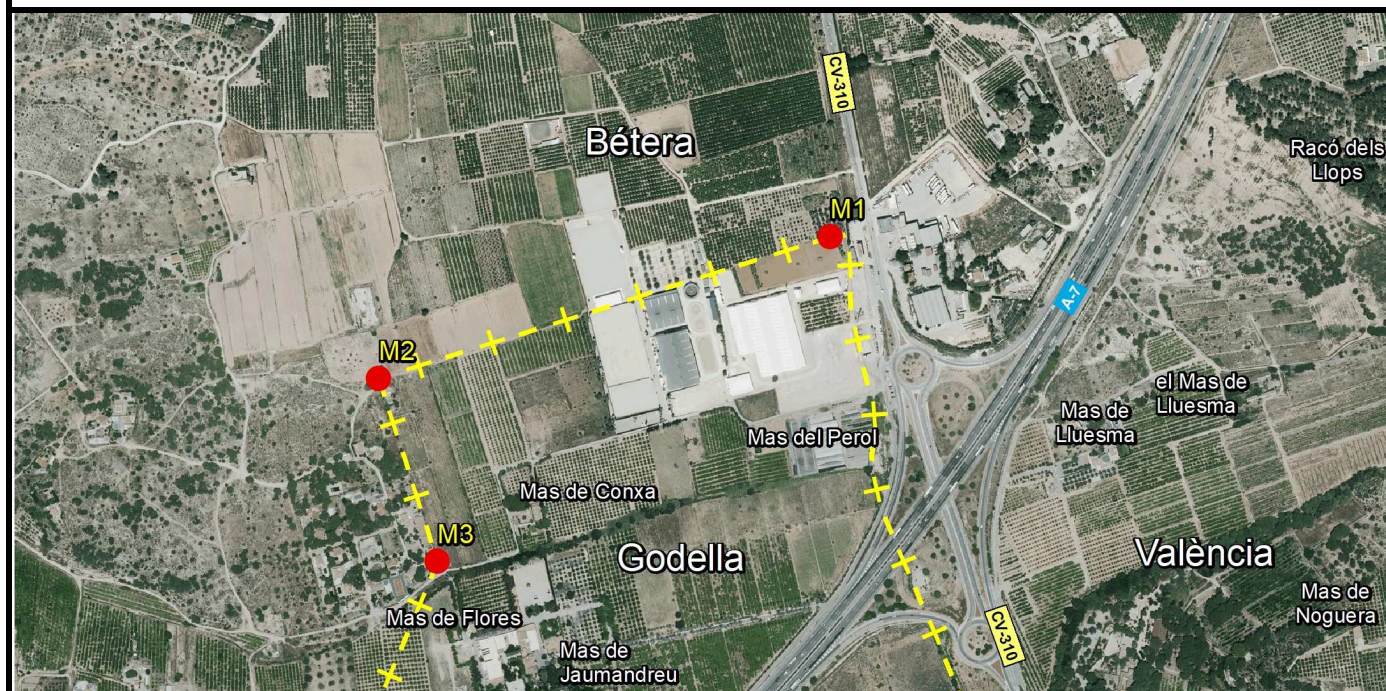 CV-310
Bétera
Racó dels
Llops
M1
A-7
M2
el Mas de
Lluesma
Mas de
Lluesma
Mas del Perol
Mas de Conxa
M3
Godella
València
Mas de
Noguera
Mas de Flores
CV-310
Mas de
Jaumandreu